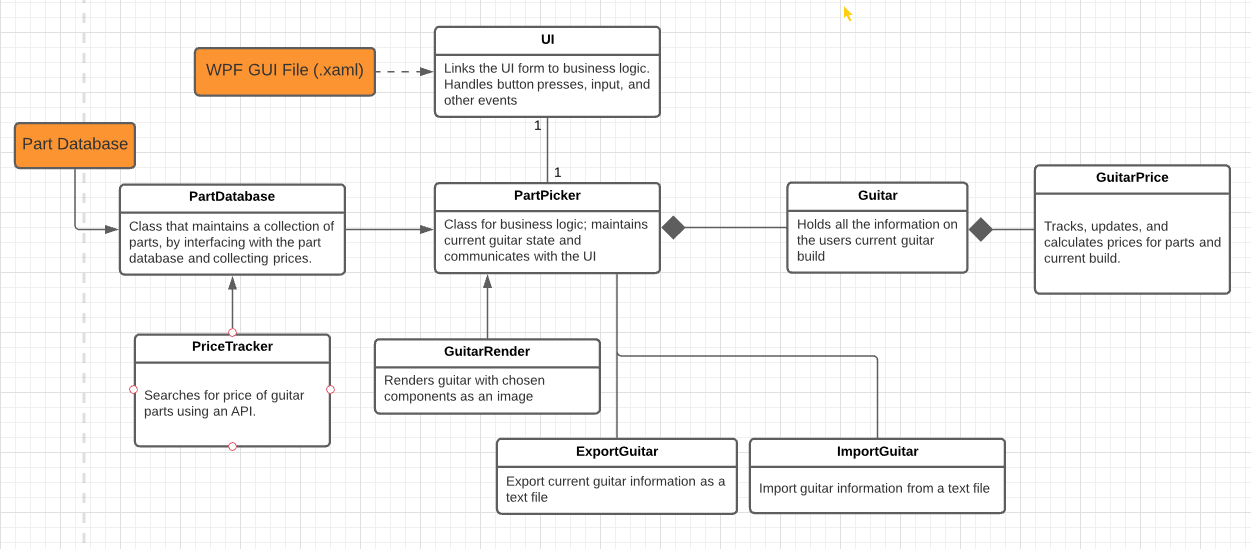 UI
WPF GUI File (.xaml)
Links the UI form to business logic.
Handles button presses, input, and
other events
1
Part Database
1
PartDatabase
Class that maintains a collection of
parts, by interfacing with the part
database and collecting prices.
PartPicker
Class for business logic; maintains
current guitar state and
communicates with the UI
Guitar
Holds all the information on
the users current guitar
build
GuitarPrice
Tracks, updates, and
calculates prices for parts and
current build.
PriceTracker
Searches for price of guitar
parts using an API.
GuitarRender
Renders guitar with chosen
components as an image
ExportGuitar
Export current guitar information as a
text file
ImportGuitar
Import guitar information from a text file